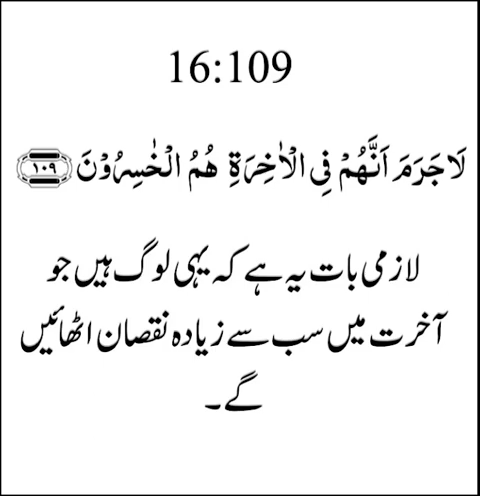 16:109
لَا جَرَمَ اَنَّهُمْ فِی الْاٰخِرَةِ هُمُ الْخٰسِرُوْنَ ۝۱۰۹
لازمی بات یہ ہے کہ یہی لوگ ہیں جو
آخرت میں سب سے زیادہ نقصان اٹھائیں
گے۔